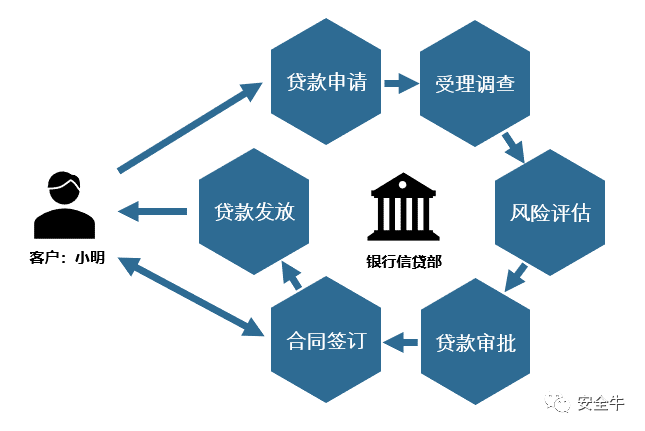 贷款申请
受理调查
贷款发放
风险评估
客户：小明
银行信贷部
合同签订
贷款审批
安全牛